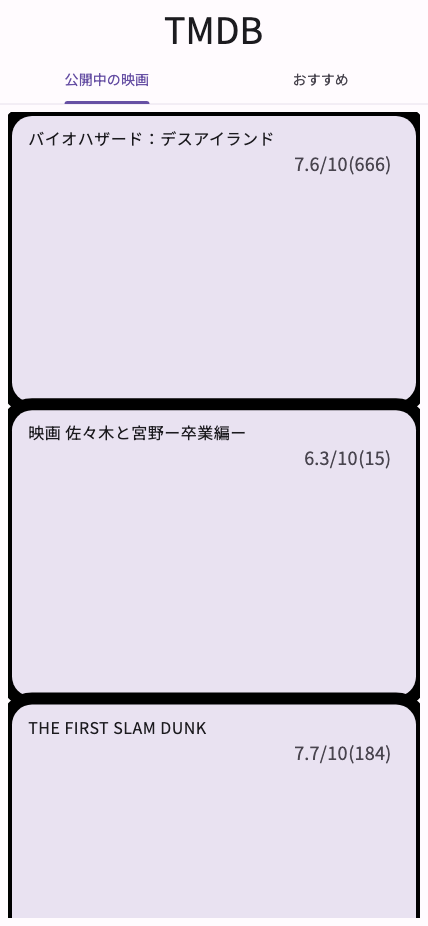 TMDB
公開中の映画
おすすめ
バイオハザード：デスアイランド
7.6/10(666)
映画 佐々木と宮野ー卒業編ー
6.3/10(15)
THE FIRST SLAM DUNK
7.7/10(184)